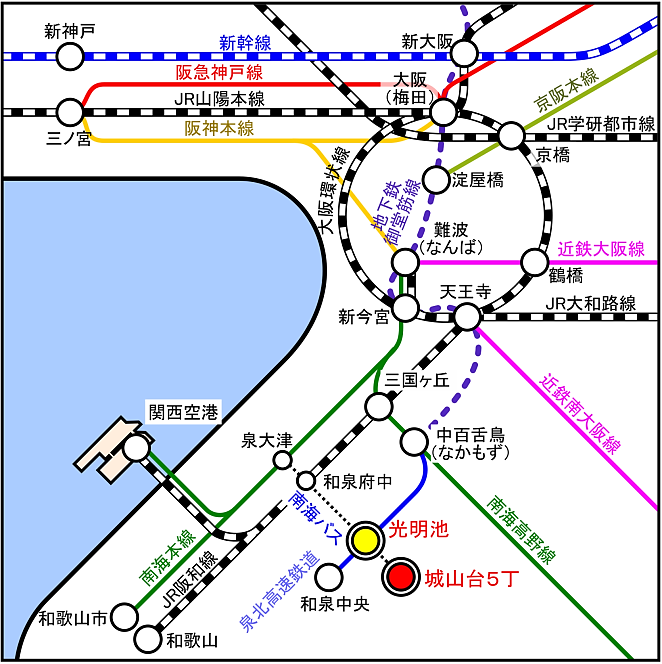 新神戸
新幹線
新大阪
阪急神戸線
大阪
(梅田)
京阪本線
JR山陽本線
阪神本線
三ノ宮
JR学研都市線
京橋
大阪環状線
地下鉄
御堂筋線
淀屋橋
難波
(なんば)
近鉄大阪線
鶴橋
天王寺
新今宮
JR大和路線
三国ヶ丘
近鉄南大阪線
関西空港
泉大津
中百舌鳥
(なかもず)
和泉府中
南海バス
南海高野線
光明池
南海本線
JR阪和線
泉北高速鉄道
城山台5丁
和泉中央
和歌山市
和歌山